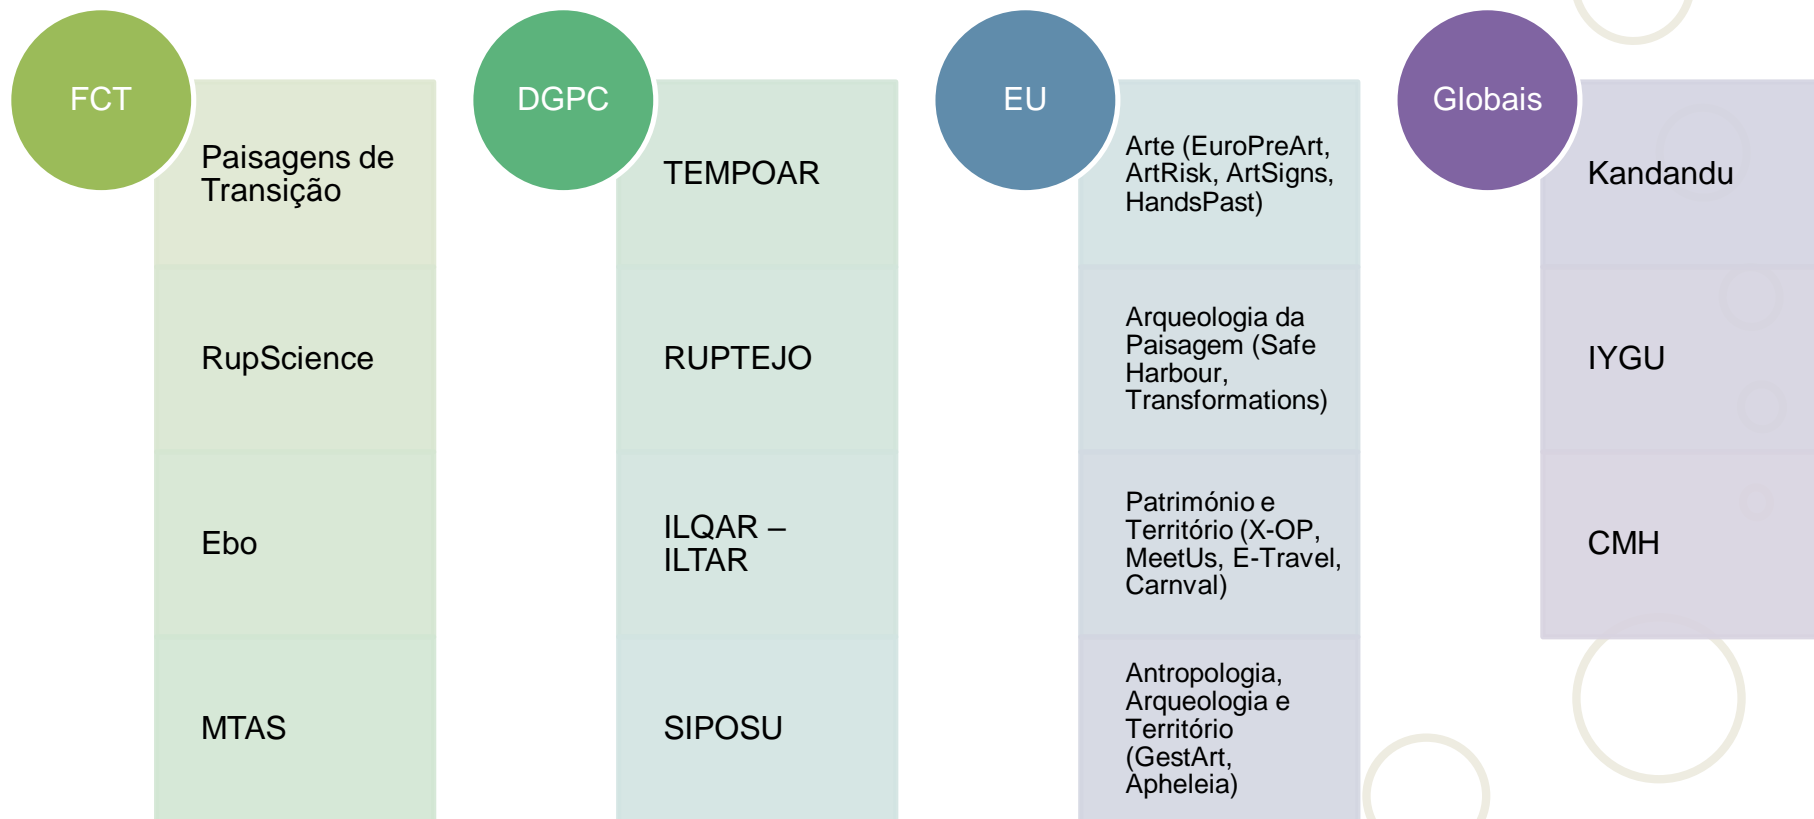 FCT
Paisagens de
Transição
RupScience
Ebo
MTAS
DGPC
TEMPOAR
RUPTEJO
ILQAR –
ILTAR
SIPOSU
EU
Arte (EuroPreArt,
ArtRisk, ArtSigns,
HandsPast)
Arqueologia da
Paisagem (Safe
Harbour,
Transformations)
Património e
Território (X-OP,
MeetUs, E-Travel,
Carnval)
Antropologia,
Arqueologia e
Território
(GestArt,
Apheleia)
Globais
Kandandu
IYGU
CMH